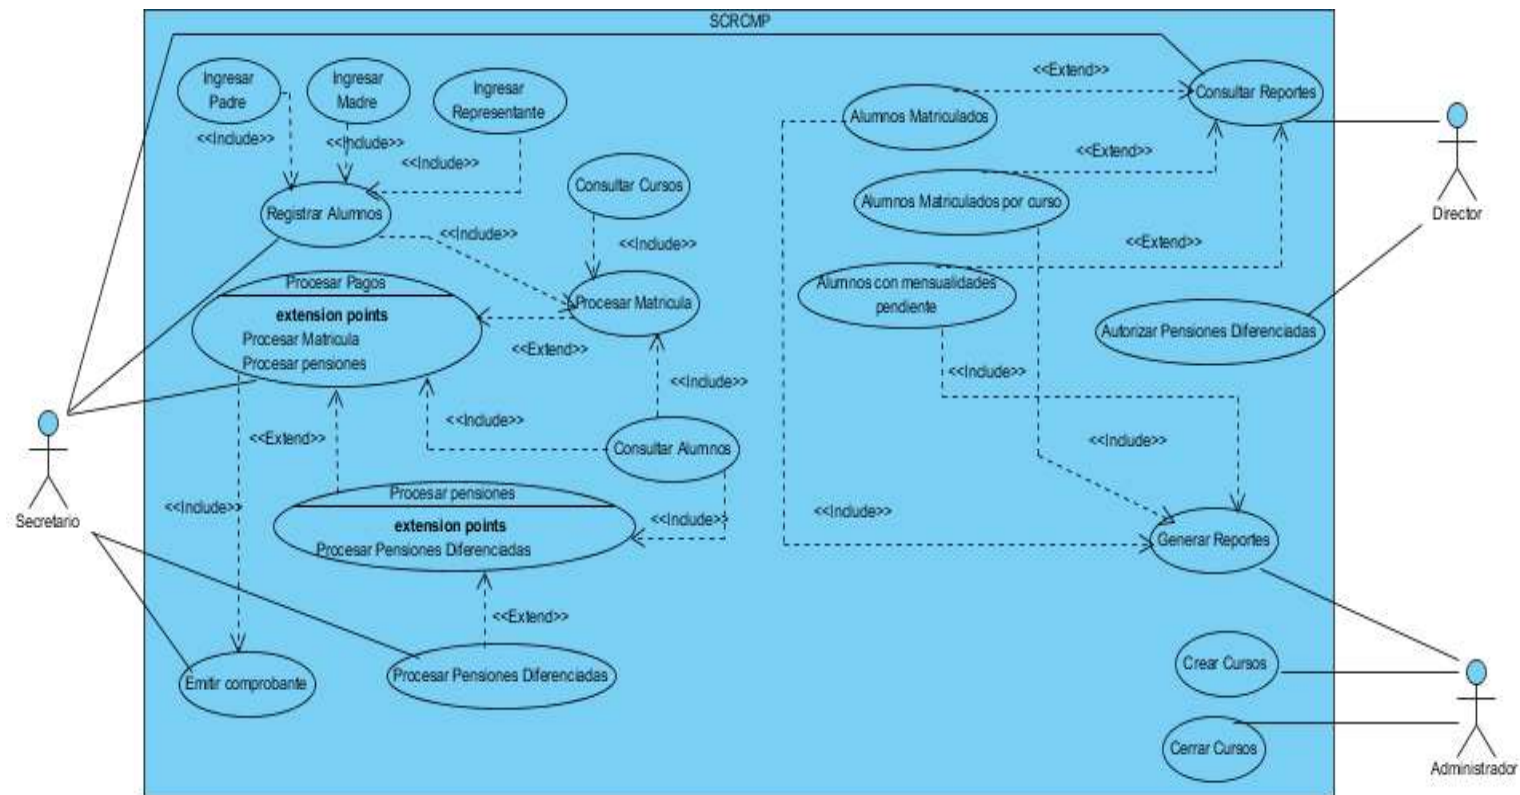 SCRCMP
Ingresar
Padre
Ingresar
Madre
Ingresar
Representante
<<Include>>
<<Include>>
<<Include>>
Registrar Alumnos
Consultar Cursos
<<Include>>
<<Include>>
Procesar Pagos
extension points
Procesar Matricula
Procesar pensiones
Procesar Matricula
<<Extend>>
<<Include>>
<<Include>>
<<Extend>>
Consultar Alumnos
Procesar pensiones
extension points
Procesar Pensiones Diferenciadas
<<Include>>
<<Include>>
<<Extend>>
Emitir comprobante
Procesar Pensiones Diferenciadas
Secretario
<<Extend>>
Consultar Reportes
Alumnos Matriculados
<<Extend>>
Alumnos Matriculados por curso
<<Extend>>
Alumnos con mensualidades
pendiente
Autorizar Pensiones Diferenciadas
<<Include>>
<<Include>>
<<Include>>
Generar Reportes
Crear Cursos
Cerrar Cursos
Director
Administrador